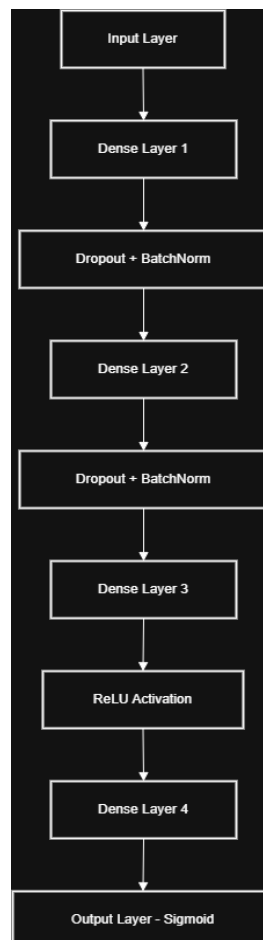 Input Layer
Dense Layer 1
Dropout + BatchNorm
Dense Layer 2
Dropout + BatchNorm
Dense Layer 3
ReLU Activation
Dense Layer 4
Output Layer - Sigmoid